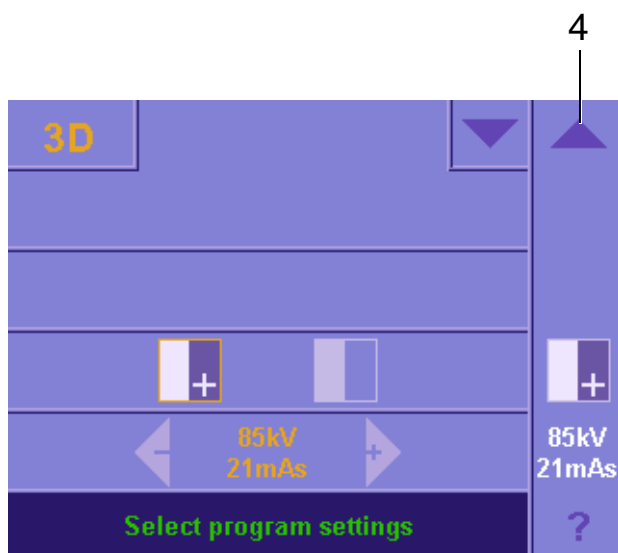 4
3D
+
+
- 85kV +
21mAs
85kV
21mAs
Select program settings
?